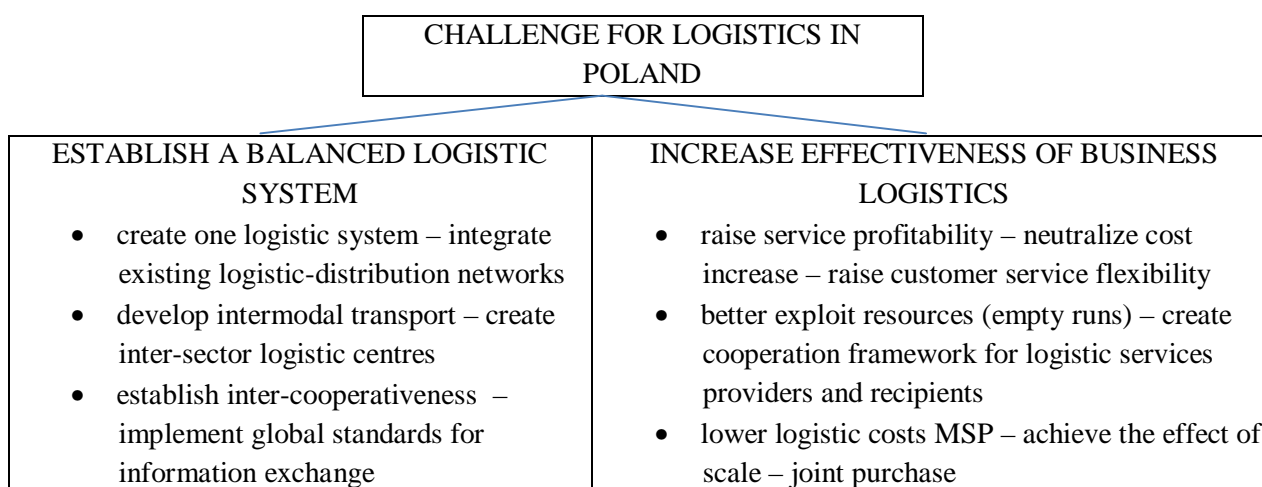 CHALLENGE FOR LOGISTICS IN
POLAND
ESTABLISH A BALANCED LOGISTIC
SYSTEM
• create one logistic system – integrate
existing logistic-distribution networks
• develop intermodal transport – create
inter-sector logistic centres
• establish inter-cooperativeness –
implement global standards for
information exchange
INCREASE EFFECTIVENESS OF BUSINESS
LOGISTICS
• raise service profitability – neutralize cost
increase – raise customer service flexibility
• better exploit resources (empty runs) – create
cooperation framework for logistic services
providers and recipients
• lower logistic costs MSP – achieve the effect of
scale – joint purchase